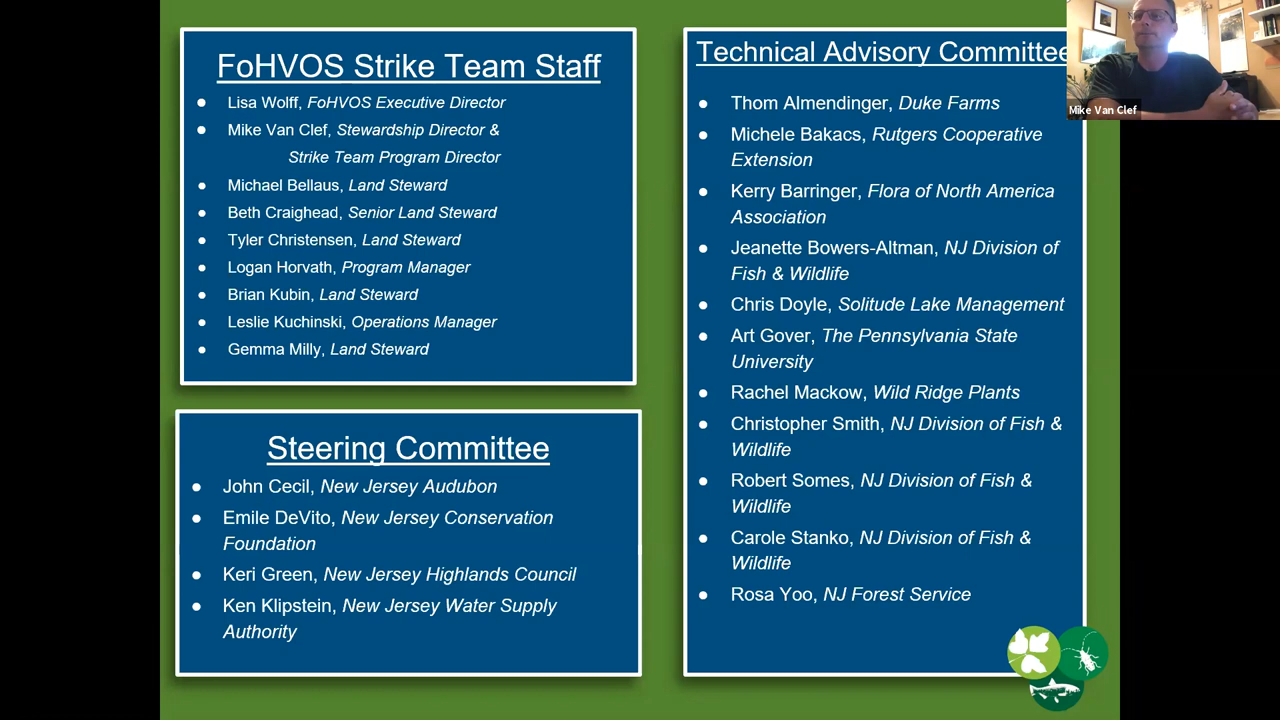 FoHVOS Strike Team Staff
● Lisa Wolff, FoHVOS Executive Director
● Mike Van Clef, Stewardship Director &
Strike Team Program Director
● Michael Bellaus, Land Steward
● Beth Craighead, Senior Land Steward
● Tyler Christensen, Land Steward
● Logan Horvath, Program Manager
● Brian Kubin, Land Steward
● Leslie Kuchinski, Operations Manager
● Gemma Milly, Land Steward
Steering Committee
● John Cecil, New Jersey Audubon
● Emile DeVito, New Jersey Conservation
Foundation
● Keri Green, New Jersey Highlands Council
● Ken Klipstein, New Jersey Water Supply
Authority
Technical Advisory Committee
● Thom Almendinger, Duke Farms
● Michele Bakacs, Rutgers Cooperative
Extension
● Kerry Barringer, Flora of North America
Association
● Jeanette Bowers-Altman, NJ Division of
Fish & Wildlife
● Chris Doyle, Solitude Lake Management
● Art Gover, The Pennsylvania State
University
● Rachel Mackow, Wild Ridge Plants
● Christopher Smith, NJ Division of Fish &
Wildlife
● Robert Somes, NJ Division of Fish &
Wildlife
● Carole Stanko, NJ Division of Fish &
Wildlife
● Rosa Yoo, NJ Forest Service
Mike Van Clef